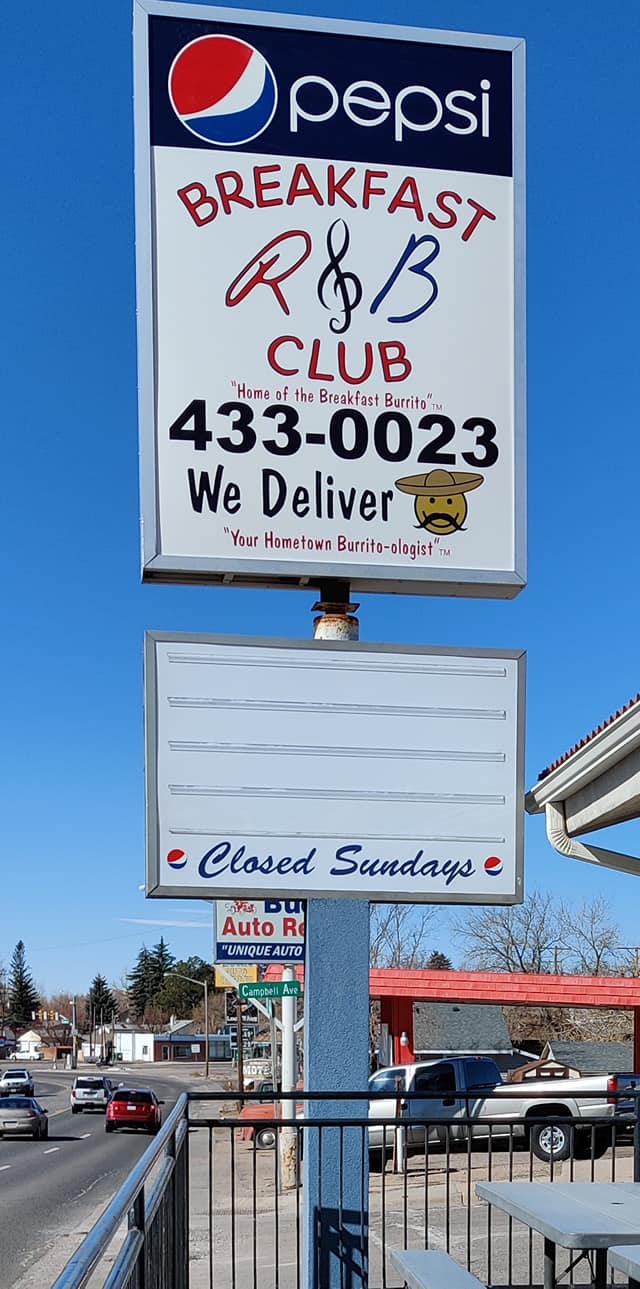 pepsi
BREAKFAST
R & B
CLUB
"Home of the Breakfast Burrito"TM
433-0023
We Deliver
"Your Hometown Burrito-ologist"TM
Closed Sundays
Auto Re
"UNIQUE AUTO
Campbell Ave